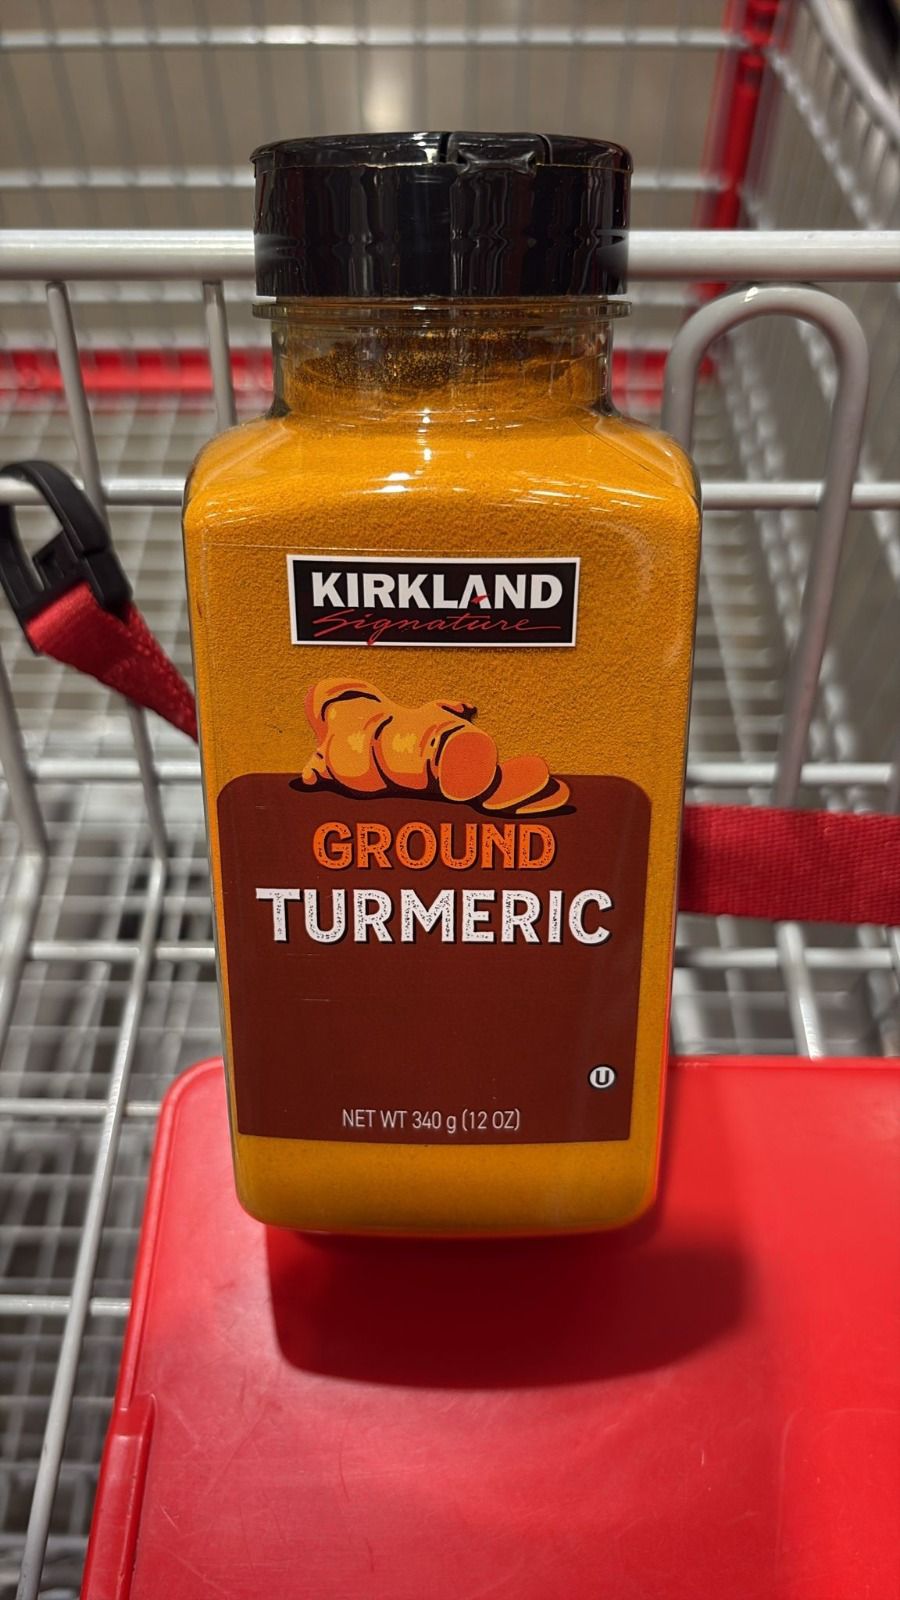 KIRKLAND
Signature
GROUND
TURMERIC
U
NET WT 340 g (12 OZ)